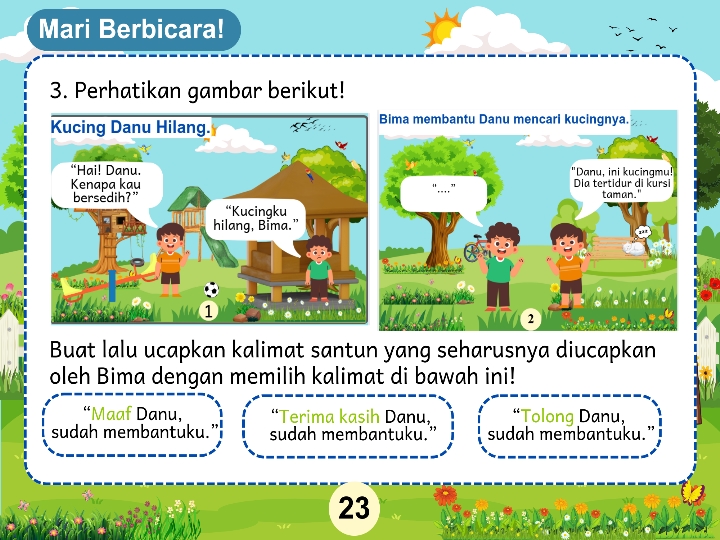 Mari Berbicara!
3. Perhatikan gambar berikut!
Kucing Danu Hilang.
“Hai! Danu.
Kenapa kau
bersedih?”
“Kucingku
hilang, Bima.”
1
Bima membantu Danu mencari kucingnya.
"....”
"Danu, ini kucingmu!
Dia tertidur di kursi
taman."
zzz
2
Buat lalu ucapkan kalimat santun yang seharusnya diucapkan
oleh Bima dengan memilih kalimat di bawah ini!
“Maaf Danu,
sudah membantuku.”
“Terima kasih Danu,
sudah membantuku.”
“Tolong Danu,
sudah membantuku.”
23